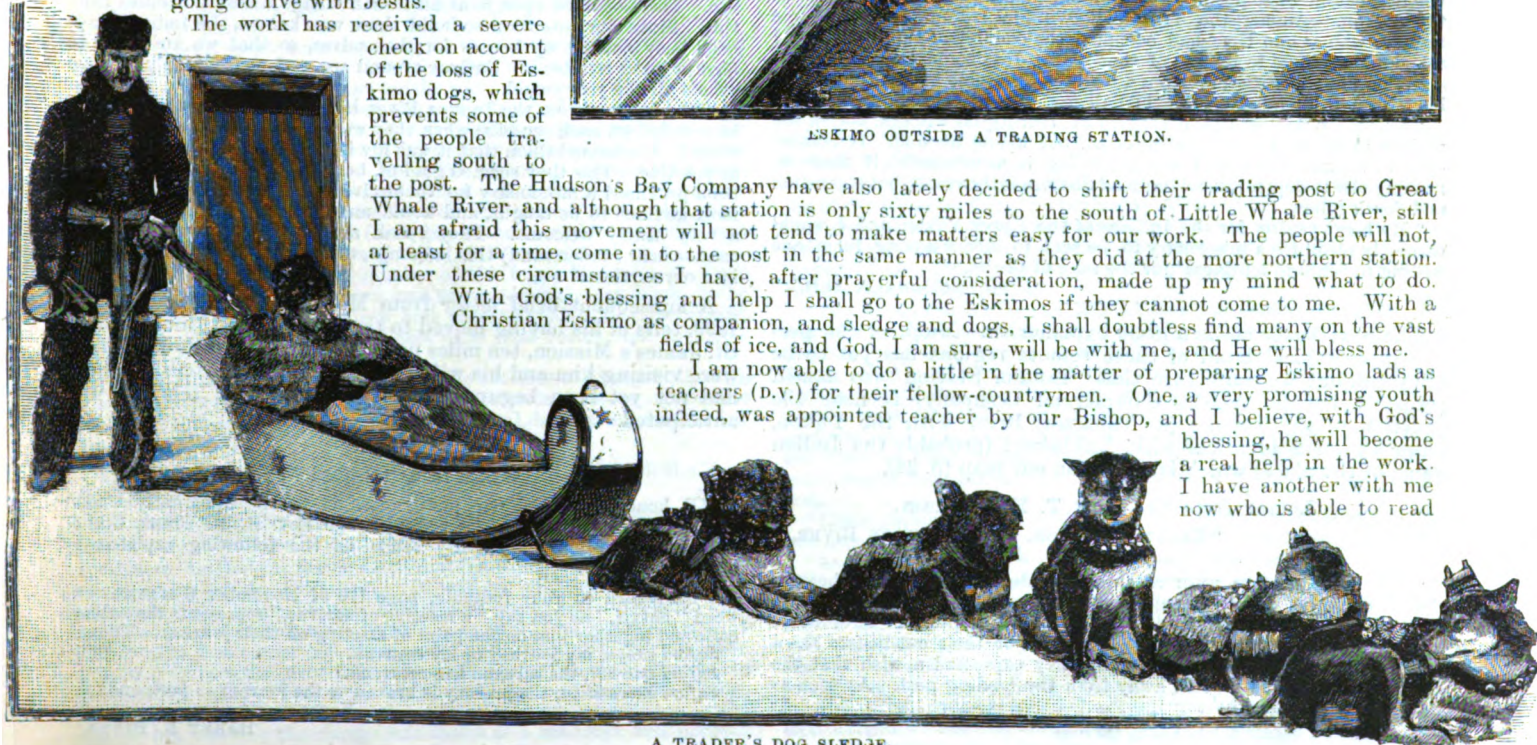 going to live with Jesus.
The work has received a severe
check on account
of the loss of Es-
kimo dogs, which
prevents some of
the people tra-
velling south to
the post. The Hudson's Bay Company have also lately decided to shift their trading post to Great
Whale River, and although that station is only sixty miles to the south of Little Whale River, still
I am afraid this movement will not tend to make matters easy for our work. The people will not,
at least for a time, come in to the post in the same manner as they did at the more northern station.
Under these circumstances I have, after prayerful consideration, made up my mind what to do.
With God's blessing and help I shall go to the Eskimos if they cannot come to me. With a
Christian Eskimo as companion, and sledge and dogs, I shall doubtless find many on the vast
fields of ice, and God, I am sure, will be with me, and He will bless me.
I am now able to do a little in the matter of preparing Eskimo lads as
teachers (D.V.) for their fellow-countrymen. One, a very promising youth
indeed, was appointed teacher by our Bishop, and I believe, with God's
blessing, he will become
a real help in the work.
I have another with me
now who is able to read
ESKIMO OUTSIDE A TRADING STATION.
A TRADER'S DOG SLEDGE